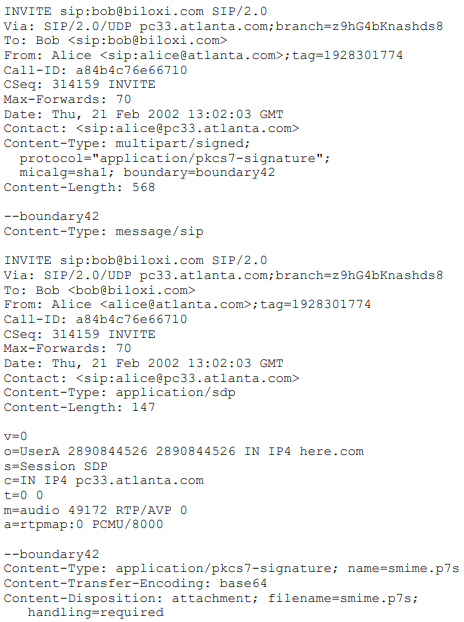 INVITE sip:bob@biloxi.com SIP/2.0
Via: SIP/2.0/UDP pc33.atlanta.com;branch=z9hG4bKnashds8
To: Bob <sip:bob@biloxi.com>
From: Alice <sip:alice@atlanta.com>;tag=1928301774
Call-ID: a84b4c76e66710
CSeq: 314159 INVITE
Max-Forwards: 70
Date: Thu, 21 Feb 2002 13:02:03 GMT
Contact: <sip:alice@pc33.atlanta.com>
Content-Type: multipart/signed;
  protocol="application/pkcs7-signature";
  micalg=sha1; boundary=boundary42
Content-Length: 568

--boundary42
Content-Type: message/sip

INVITE sip:bob@biloxi.com SIP/2.0
Via: SIP/2.0/UDP pc33.atlanta.com;branch=z9hG4bKnashds8
To: Bob <bob@biloxi.com>
From: Alice <alice@atlanta.com>;tag=1928301774
Call-ID: a84b4c76e66710
CSeq: 314159 INVITE
Max-Forwards: 70
Date: Thu, 21 Feb 2002 13:02:03 GMT
Contact: <sip:alice@pc33.atlanta.com>
Content-Type: application/sdp
Content-Length: 147

v=0
o=UserA 2890844526 2890844526 IN IP4 here.com
s=Session SDP
c=IN IP4 pc33.atlanta.com
t=0 0
m=audio 49172 RTP/AVP 0
a=rtpmap:0 PCMU/8000

--boundary42
Content-Type: application/pkcs7-signature; name=smime.p7s
Content-Transfer-Encoding: base64
Content-Disposition: attachment; filename=smime.p7s;
   handling=required